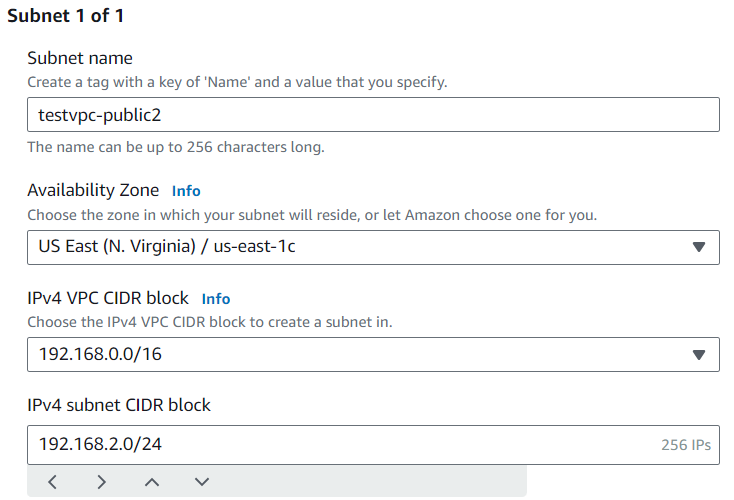 Subnet 1 of 1
Subnet name
Create a tag with a key of 'Name' and a value that you specify.
testvpc-public2
The name can be up to 256 characters long.
Availability Zone Info
Choose the zone in which your subnet will reside, or let Amazon choose one for you.
US East (N. Virginia) / us-east-1c
IPv4 VPC CIDR block Info
Choose the IPv4 VPC CIDR block to create a subnet in.
192.168.0.0/16
IPv4 subnet CIDR block
192.168.2.0/24 256 IPs